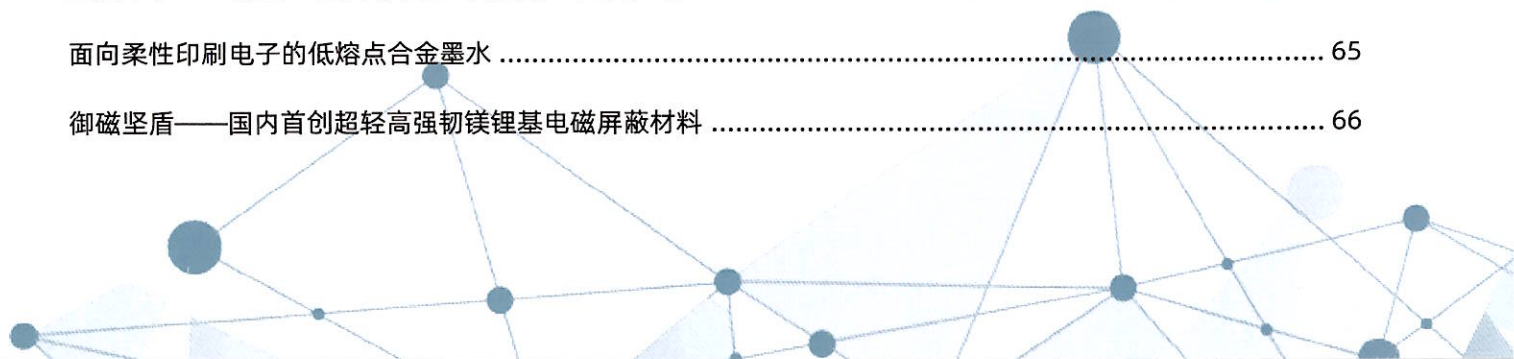 面向柔性印刷电子的低熔点合金墨水 ........................ 65
御磁坚盾——国内首创超轻高强韧镁锂基电磁屏蔽材料 ........................ 66